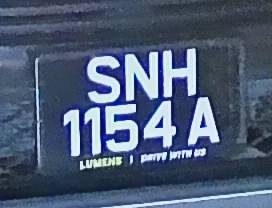 SNH
1154 A
LUMENS | DRIVE WITH US